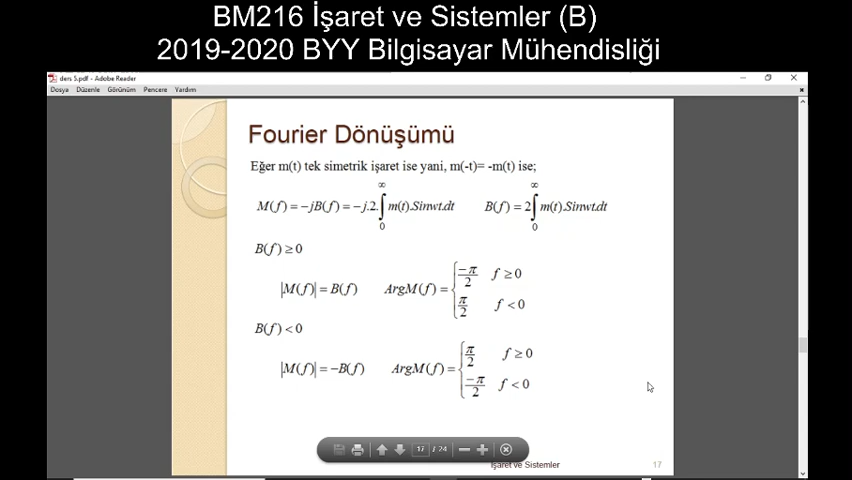 BM216 İşaret ve Sistemler (B)
2019-2020 BYY Bilgisayar Mühendisliği
ders 5.pdf - Adobe Reader
Dosya Düzenle Görünüm Pencere Yardım
Fourier Dönüşümü
Eğer m(t) tek simetrik işaret ise yani, m(-t)= -m(t) ise;
M(f) = -jB(f) = -j.2.∫₀^∞ m(t).Sinwt.dt B(f) = 2∫₀^∞ m(t).Sinwt.dt
B(f) ≥ 0
|M(f)| = B(f) ArgM(f) = { -π/2 f ≥ 0
π/2 f < 0
B(f) < 0
|M(f)| = -B(f) ArgM(f) = { π/2 f ≥ 0
-π/2 f < 0
17 / 24
İşaret ve Sistemler 17